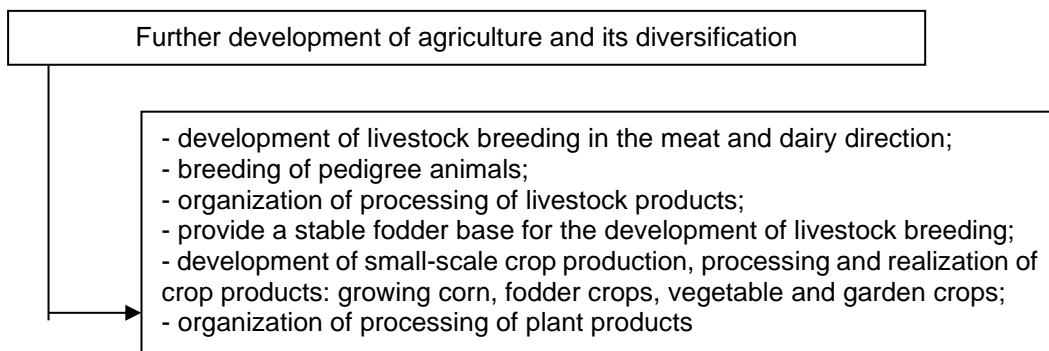 Further development of agriculture and its diversification
- development of livestock breeding in the meat and dairy direction;
- breeding of pedigree animals;
- organization of processing of livestock products;
- provide a stable fodder base for the development of livestock breeding;
- development of small-scale crop production, processing and realization of
crop products: growing corn, fodder crops, vegetable and garden crops;
- organization of processing of plant products